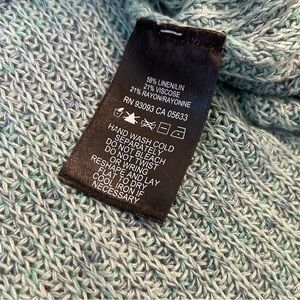 58% LINEN/LIN
21% VISCOSE
21% RAYON/RAYONNE
RN 93093 CA 05633
HAND WASH COLD
SEPARATELY
DO NOT BLEACH
DO NOT TWIST
OR WRING
RESHAPE AND LAY
FLAT TO DRY
COOL IRON IF
NECESSARY